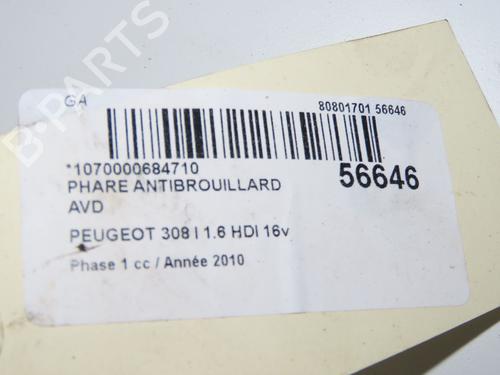 GA
80801701 56646
*1070000684710
56646
PHARE ANTIBROUILLARD
AVD
PEUGEOT 308 I 1.6 HDI 16v
Phase 1 cc / Année 2010
B-PARTS